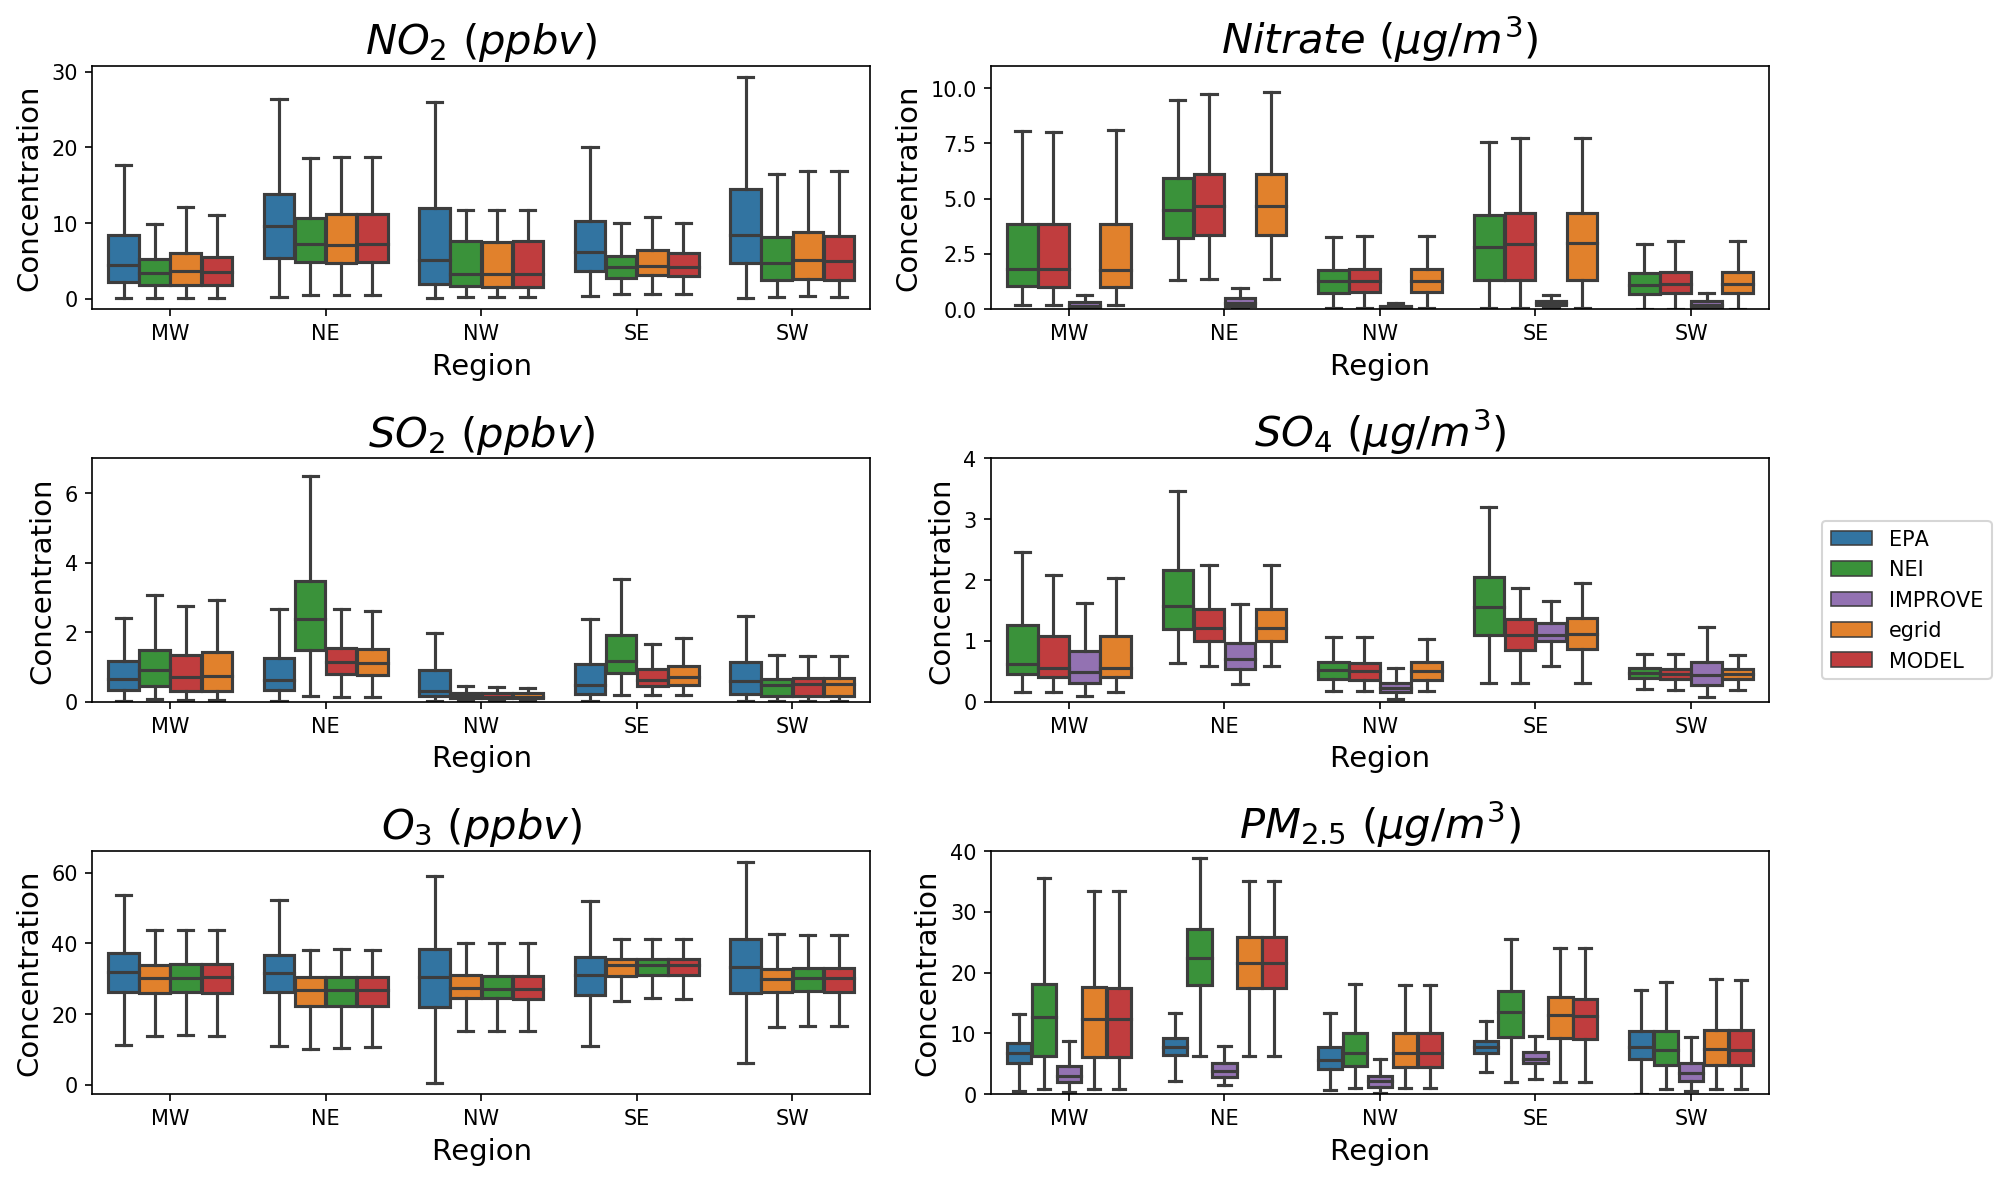 NO2 (ppbv)
30
20
10
0
Concentration
MW NE NW SE SW
Region
Nitrate (μg/m³)
10.0
7.5
5.0
2.5
0.0
Concentration
MW NE NW SE SW
Region
SO2 (ppbv)
6
4
2
0
Concentration
MW NE NW SE SW
Region
SO4 (μg/m³)
4
3
2
1
0
Concentration
MW NE NW SE SW
Region
EPA
NEI
IMPROVE
egrid
MODEL
O3 (ppbv)
60
40
20
0
Concentration
MW NE NW SE SW
Region
PM2.5 (μg/m³)
40
30
20
10
0
Concentration
MW NE NW SE SW
Region